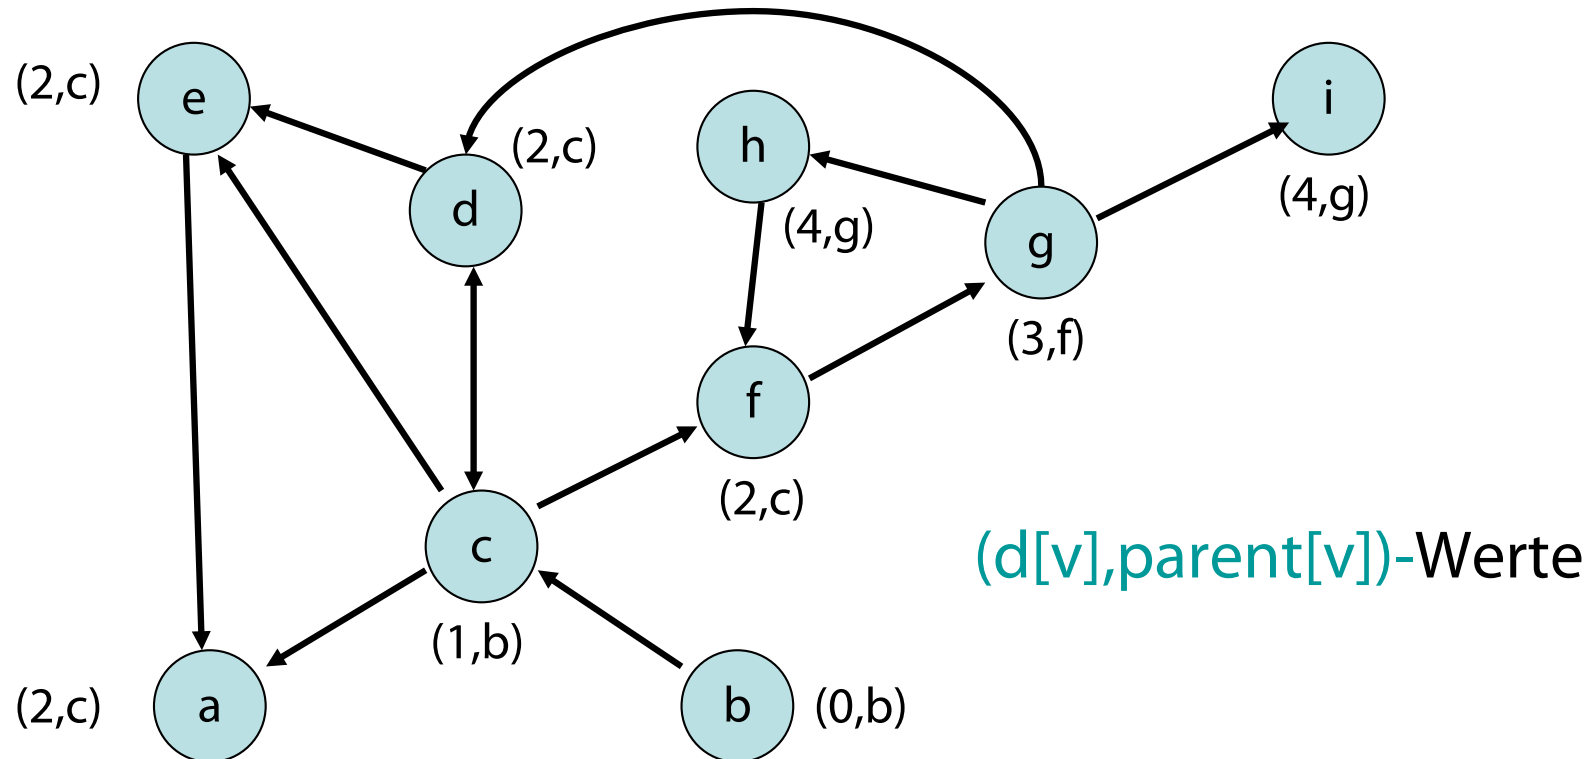 (2,c)
e
i
(2,c)
h
d
(4,g)
(4,g)
g
(3,f)
f
(2,c)
c
(d[v],parent[v])-Werte
(1,b)
(2,c)
a
b
(0,b)